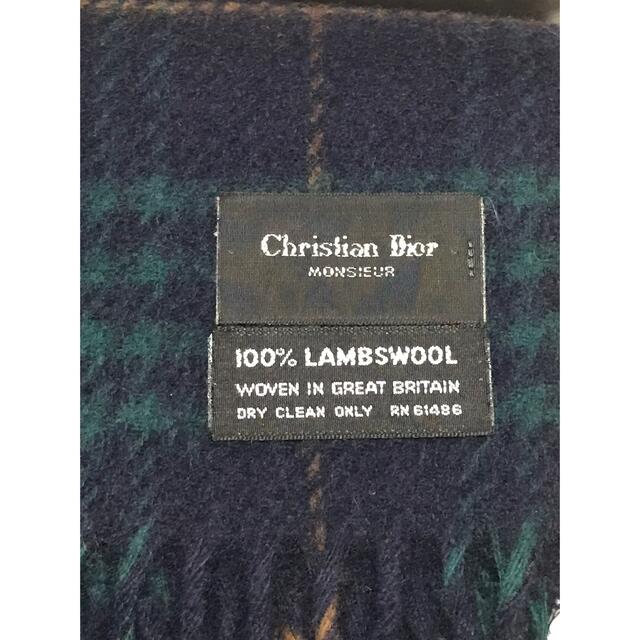 Christian Dior
MONSIEUR
100% LAMBSWOOL
WOVEN IN GREAT BRITAIN
DRY CLEAN ONLY RN 61486